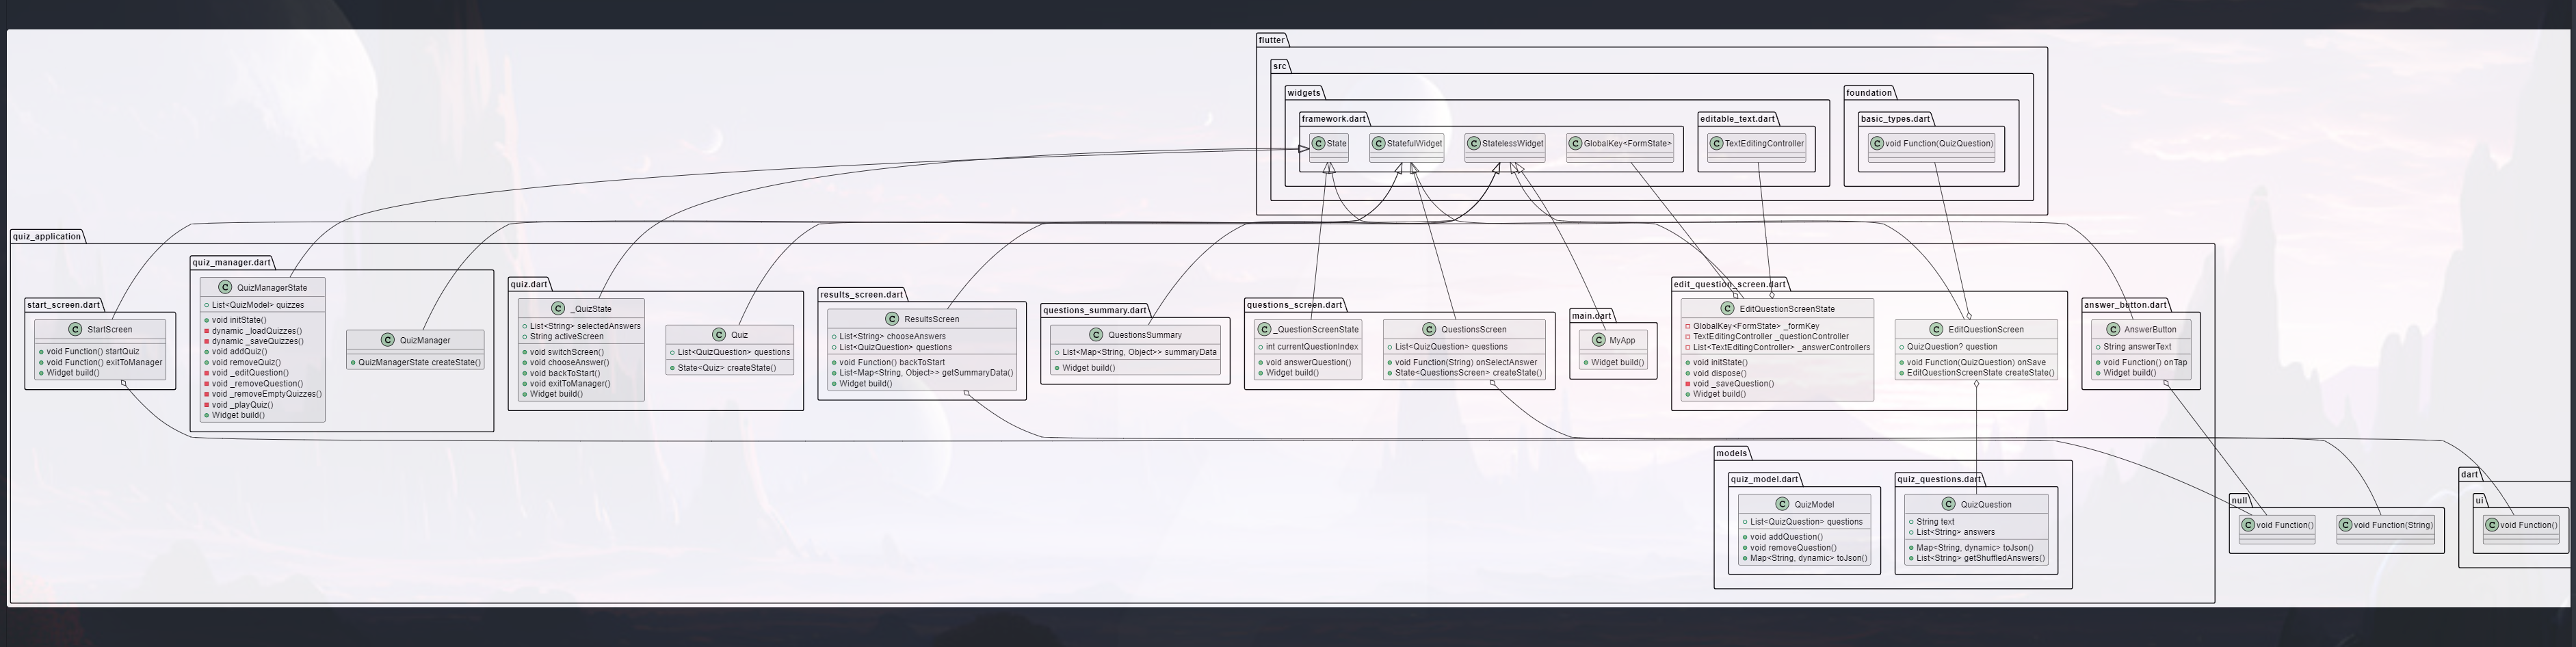 flutter
src
widgets
foundation
framework.dart
editable_text.dart
basic_types.dart
C State
C StatefulWidget
C StatelessWidget
C GlobalKey<FormState>
C TextEditingController
C void Function(QuizQuestion)
quiz_application
start_screen.dart
C StartScreen
void Function() startQuiz
void Function() exitToManager
Widget build()
quiz_manager.dart
C QuizManagerState
List<QuizModel> quizzes
void initState()
dynamic _loadQuizzes()
dynamic _saveQuizzes()
void addQuiz()
void removeQuiz()
void _editQuestion()
void _removeQuestion()
void _removeEmptyQuizzes()
void _playQuiz()
Widget build()
C QuizManager
QuizManagerState createState()
quiz.dart
C _QuizState
List<String> selectedAnswers
String activeScreen
void switchScreen()
void chooseAnswer()
void backToStart()
void exitToManager()
Widget build()
C Quiz
List<QuizQuestion> questions
State<Quiz> createState()
results_screen.dart
C ResultsScreen
List<String> chooseAnswers
List<QuizQuestion> questions
void Function() backToStart
List<Map<String, Object>> getSummaryData()
Widget build()
questions_summary.dart
C QuestionsSummary
List<Map<String, Object>> summaryData
Widget build()
questions_screen.dart
C _QuestionScreenState
int currentQuestionIndex
void answerQuestion()
Widget build()
C QuestionsScreen
List<QuizQuestion> questions
void Function(String) onSelectAnswer
State<QuestionsScreen> createState()
main.dart
C MyApp
Widget build()
edit_question_screen.dart
C EditQuestionScreenState
GlobalKey<FormState> _formKey
TextEditingController _questionController
List<TextEditingController> _answerControllers
void initState()
void dispose()
void _saveQuestion()
Widget build()
C EditQuestionScreen
QuizQuestion? question
void Function(QuizQuestion) onSave
EditQuestionScreenState createState()
answer_button.dart
C AnswerButton
String answerText
void Function() onTap
Widget build()
models
quiz_model.dart
C QuizModel
List<QuizQuestion> questions
void addQuestion()
void removeQuestion()
Map<String, dynamic> toJson()
quiz_questions.dart
C QuizQuestion
String text
List<String> answers
Map<String, dynamic> toJson()
List<String> getShuffledAnswers()
null
C void Function()
C void Function(String)
dart
ui
C void Function()